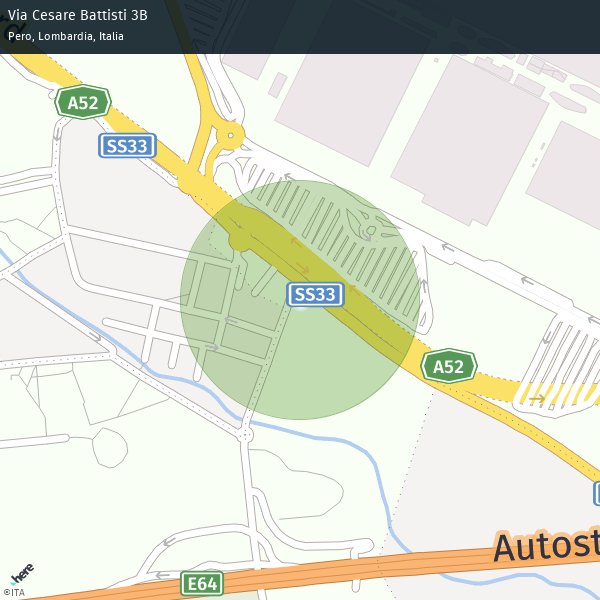 Via Cesare Battisti 3B
Pero, Lombardia, Italia
A52
SS33
SS33
A52
Autost
E64
here
©ITA